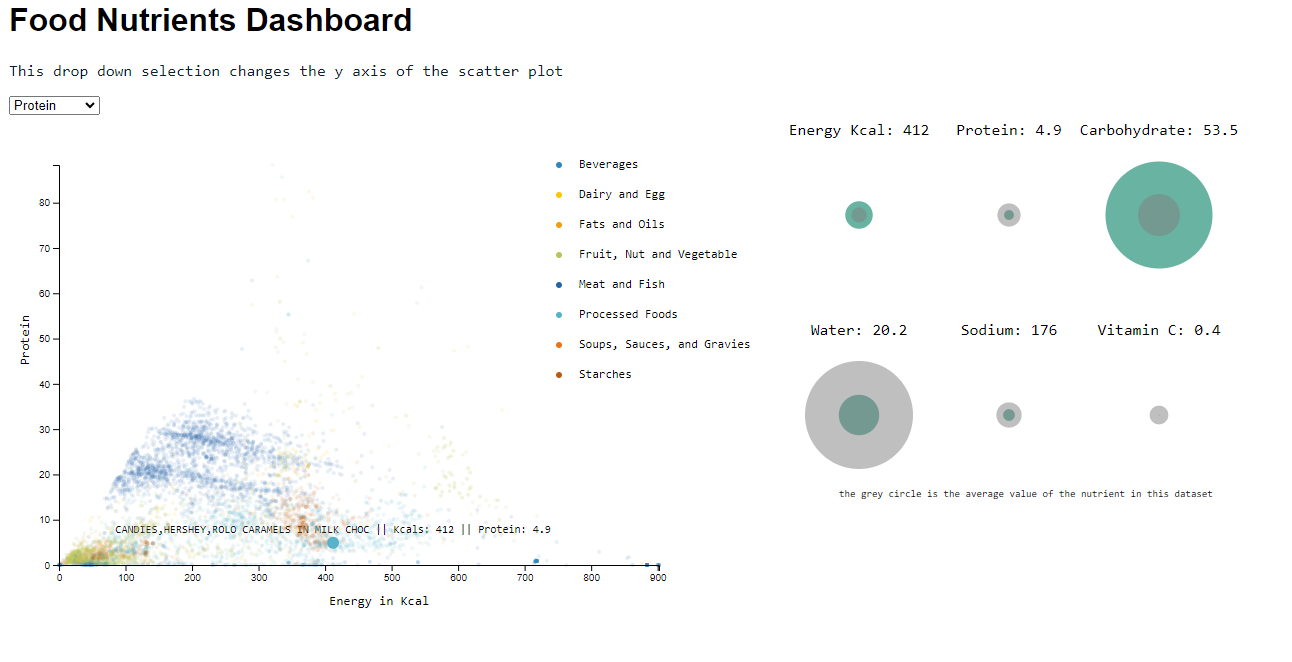 Food Nutrients Dashboard
This drop down selection changes the y axis of the scatter plot
Protein
Energy Kcal: 412 Protein: 4.9 Carbohydrate: 53.5
Beverages
Dairy and Egg
Fats and Oils
Fruit, Nut and Vegetable
Meat and Fish
Processed Foods
Soups, Sauces, and Gravies
Starches
Water: 20.2 Sodium: 176 Vitamin C: 0.4
the grey circle is the average value of the nutrient in this dataset
Protein
80
70
60
50
40
30
20
10
0
CANDIES,HERSHEY,ROLO CARAMELS IN MILK CHOC || Kcals: 412 || Protein: 4.9
0 100 200 300 400 500 600 700 800 900
Energy in Kcal